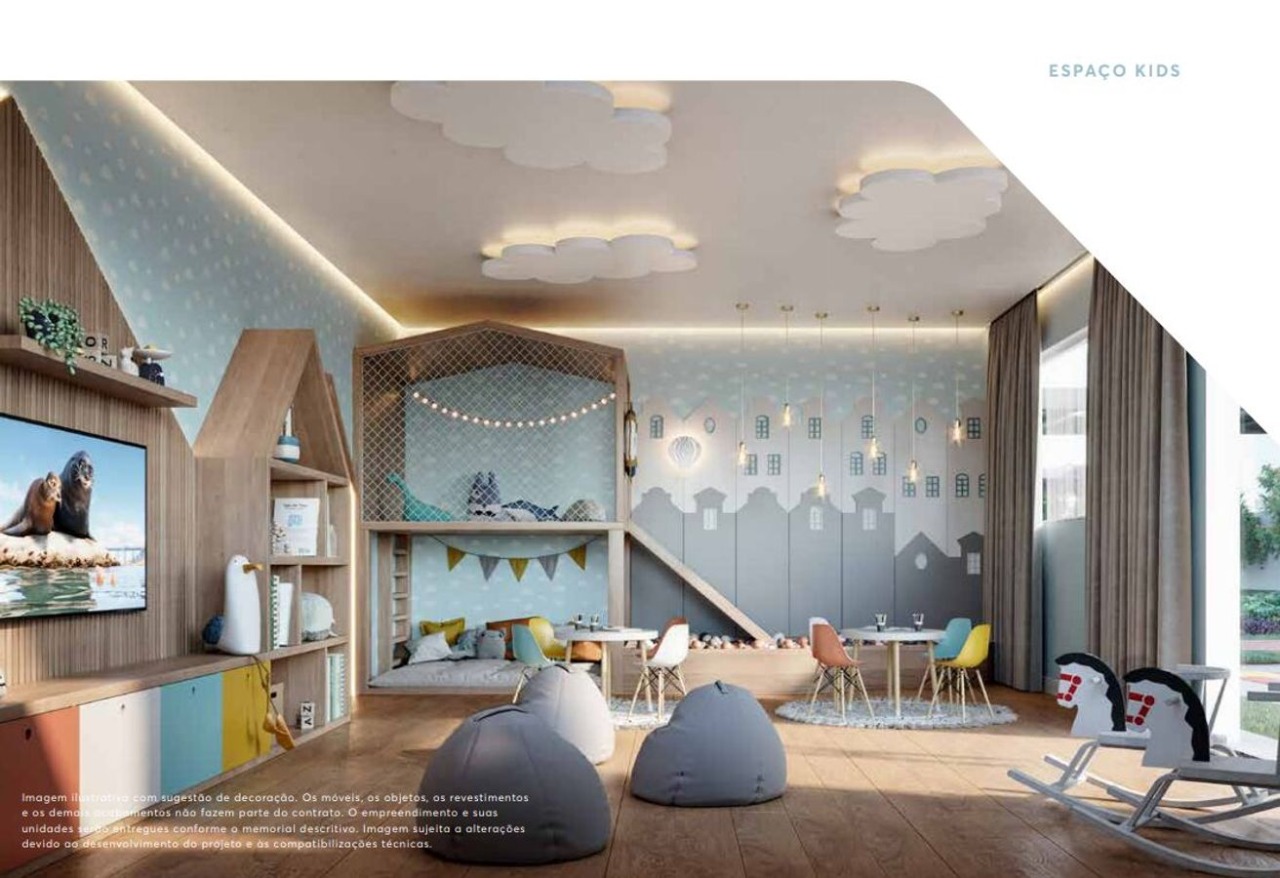 ESPAÇO KIDS
Imagem ilustrativa com sugestão de decoração. Os móveis, os objetos, os revestimentos
e os demais acabamentos não fazem parte do contrato. O empreendimento e suas
unidades serão entregues conforme o memorial descritivo. Imagem sujeita a alterações
devido ao desenvolvimento do projeto e às compatibilizações técnicas.